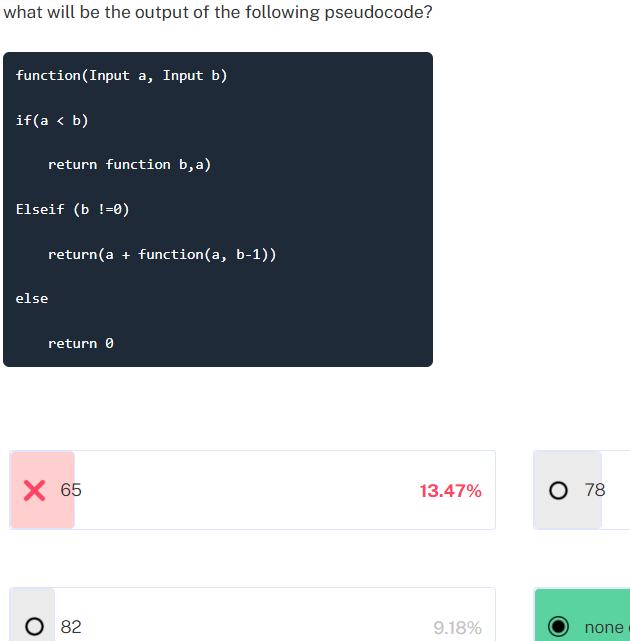 what will be the output of the following pseudocode?
function(Input a, Input b)
if(a < b)
return function b,a)
Elseif (b !=0)
return(a + function(a, b-1))
else
return 0
65
13.47%
78
82
9.18%
none